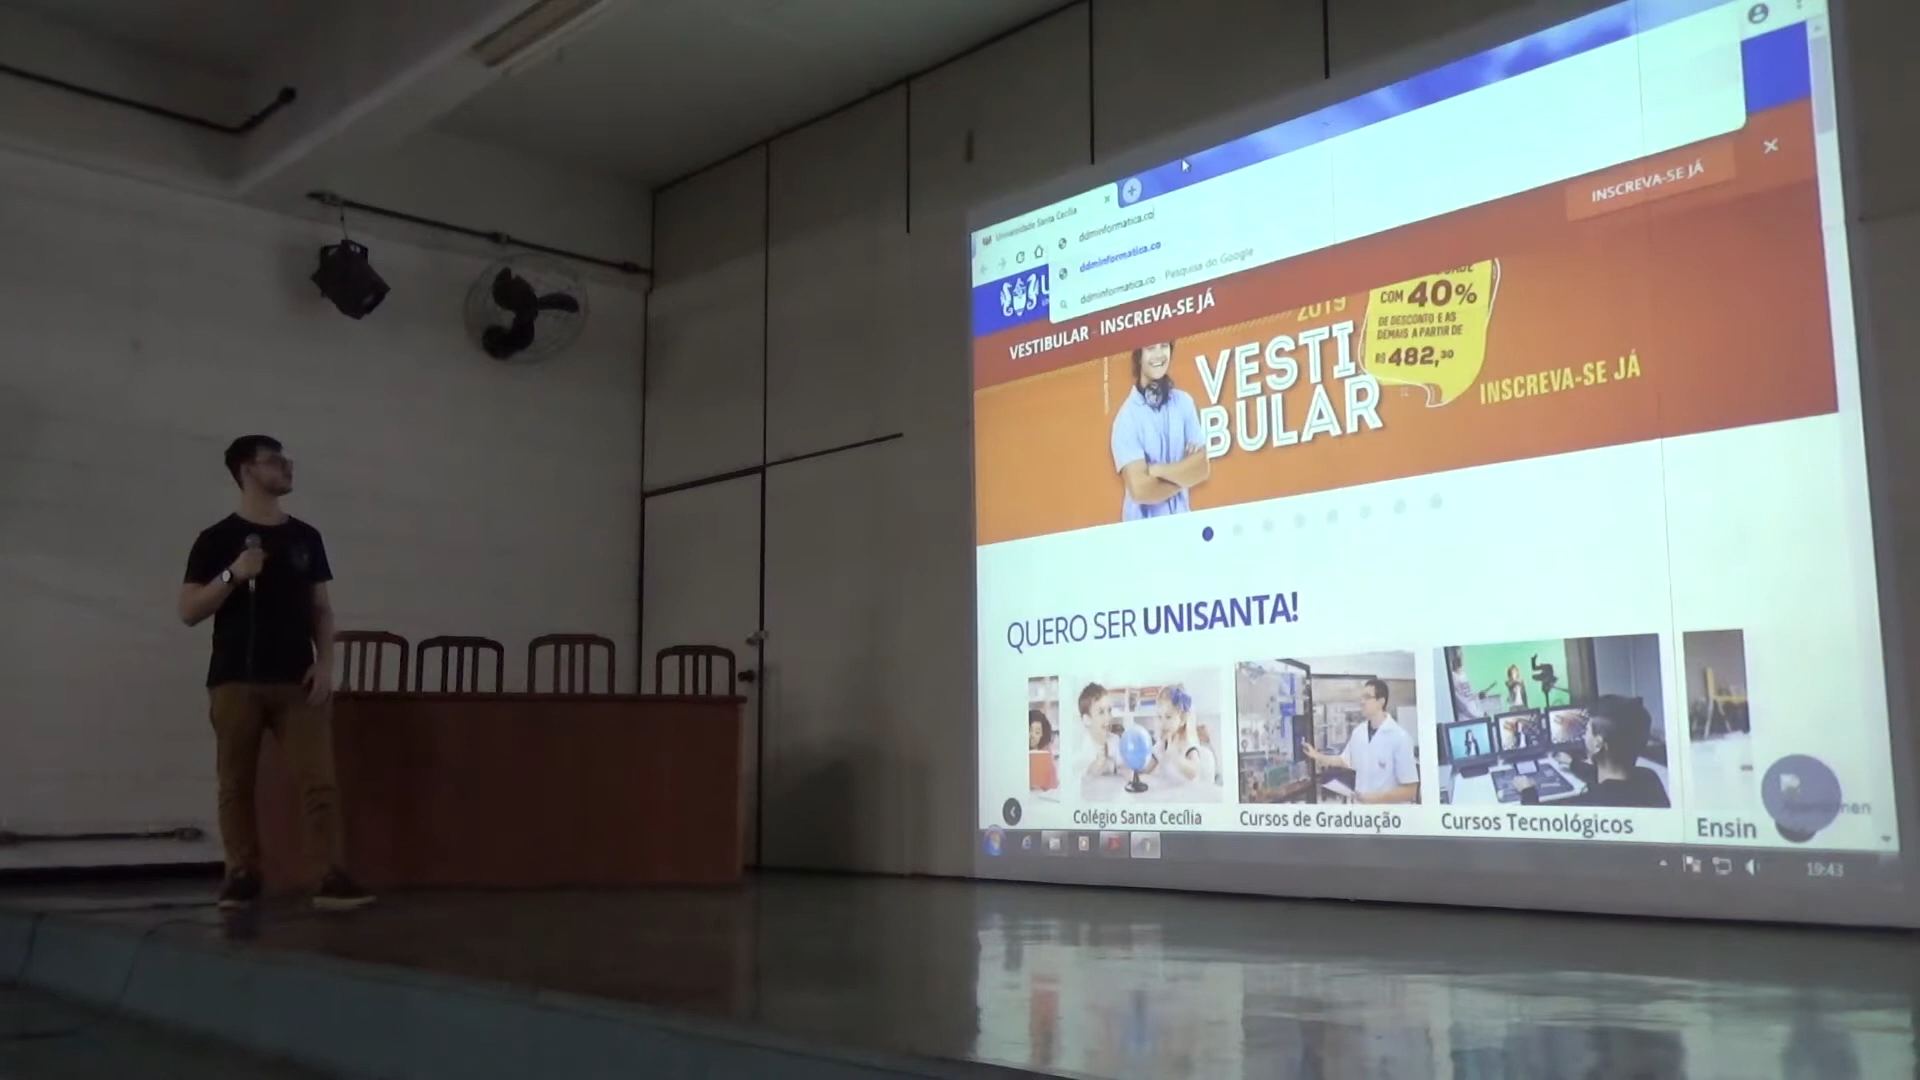 Universidade Santa Cecília
ddminformatica.co
ddminformatica.co
ddminformatica.co - Pesquisa do Google
INSCREVA-SE JÁ
VESTIBULAR - INSCREVA-SE JÁ
2019
VESTI
BULAR
COM 40%
DE DESCONTO E AS
DEMAIS A PARTIR DE
R$ 482,30
INSCREVA-SE JÁ
QUERO SER UNISANTA!
Colégio Santa Cecília
Cursos de Graduação
Cursos Tecnológicos
Ensin
19:43